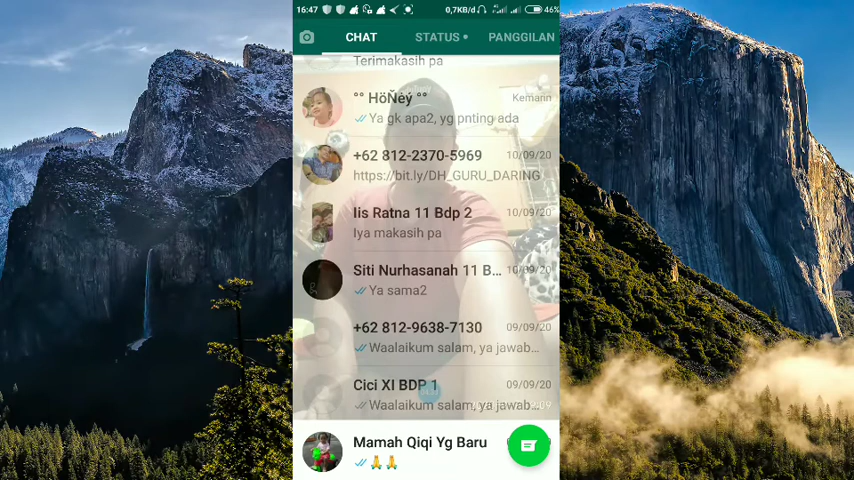 16:47 0,7KB/d 46%
CHAT STATUS PANGGILAN
Terimakasih pa
°° HöÑëý °° Kemarin
Ya gk apa2, yg pnting ada
+62 812-2370-5969 10/09/20
https://bit.ly/DH_GURU_DARING
Iis Ratna 11 Bdp 2 10/09/20
Iya makasih pa
Siti Nurhasanah 11 B... 10/09/20
Ya sama2
+62 812-9638-7130 09/09/20
Waalaikum salam, ya jawab...
Cici XI BDP 1 09/09/20
Waalaikum salam, ya jawab...
Mamah Qiqi Yg Baru
🙏🙏